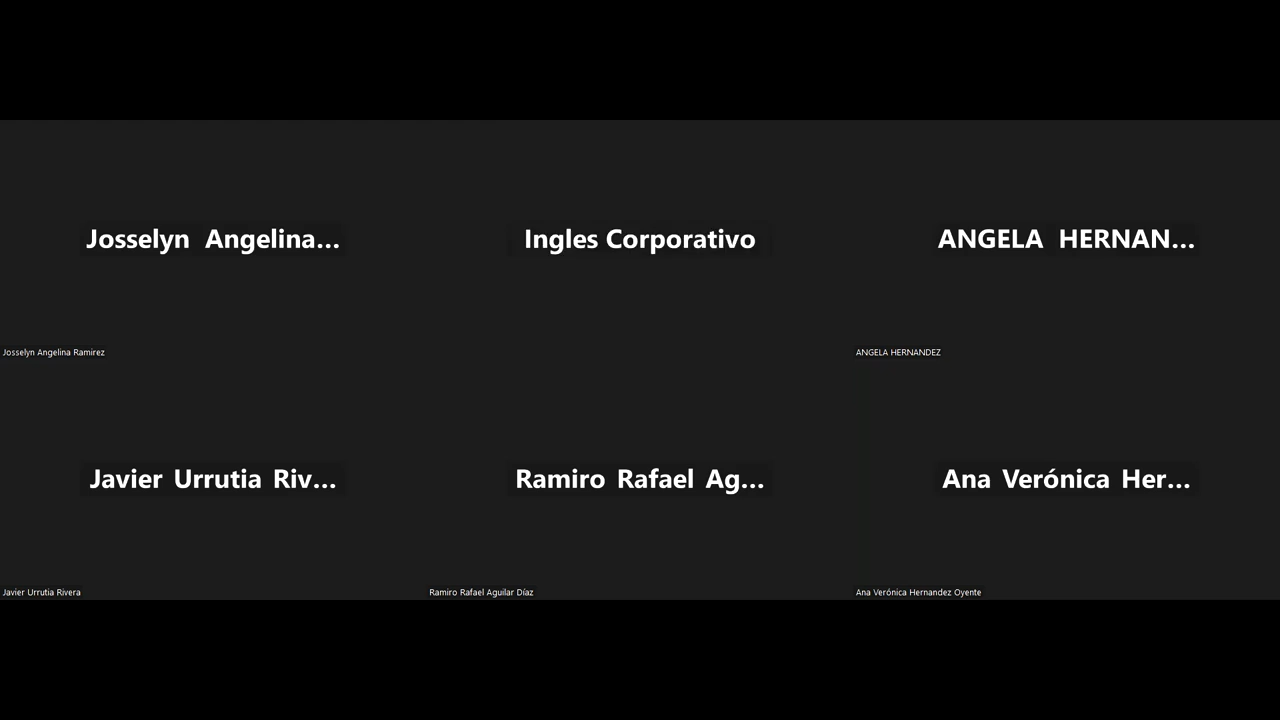 Josselyn Angelina...
Ingles Corporativo
ANGELA HERNAN...
Josselyn Angelina Ramirez
ANGELA HERNANDEZ
Javier Urrutia Riv...
Ramiro Rafael Ag...
Ana Verónica Her...
Javier Urrutia Rivera
Ramiro Rafael Aguilar Díaz
Ana Verónica Hernandez Oyente